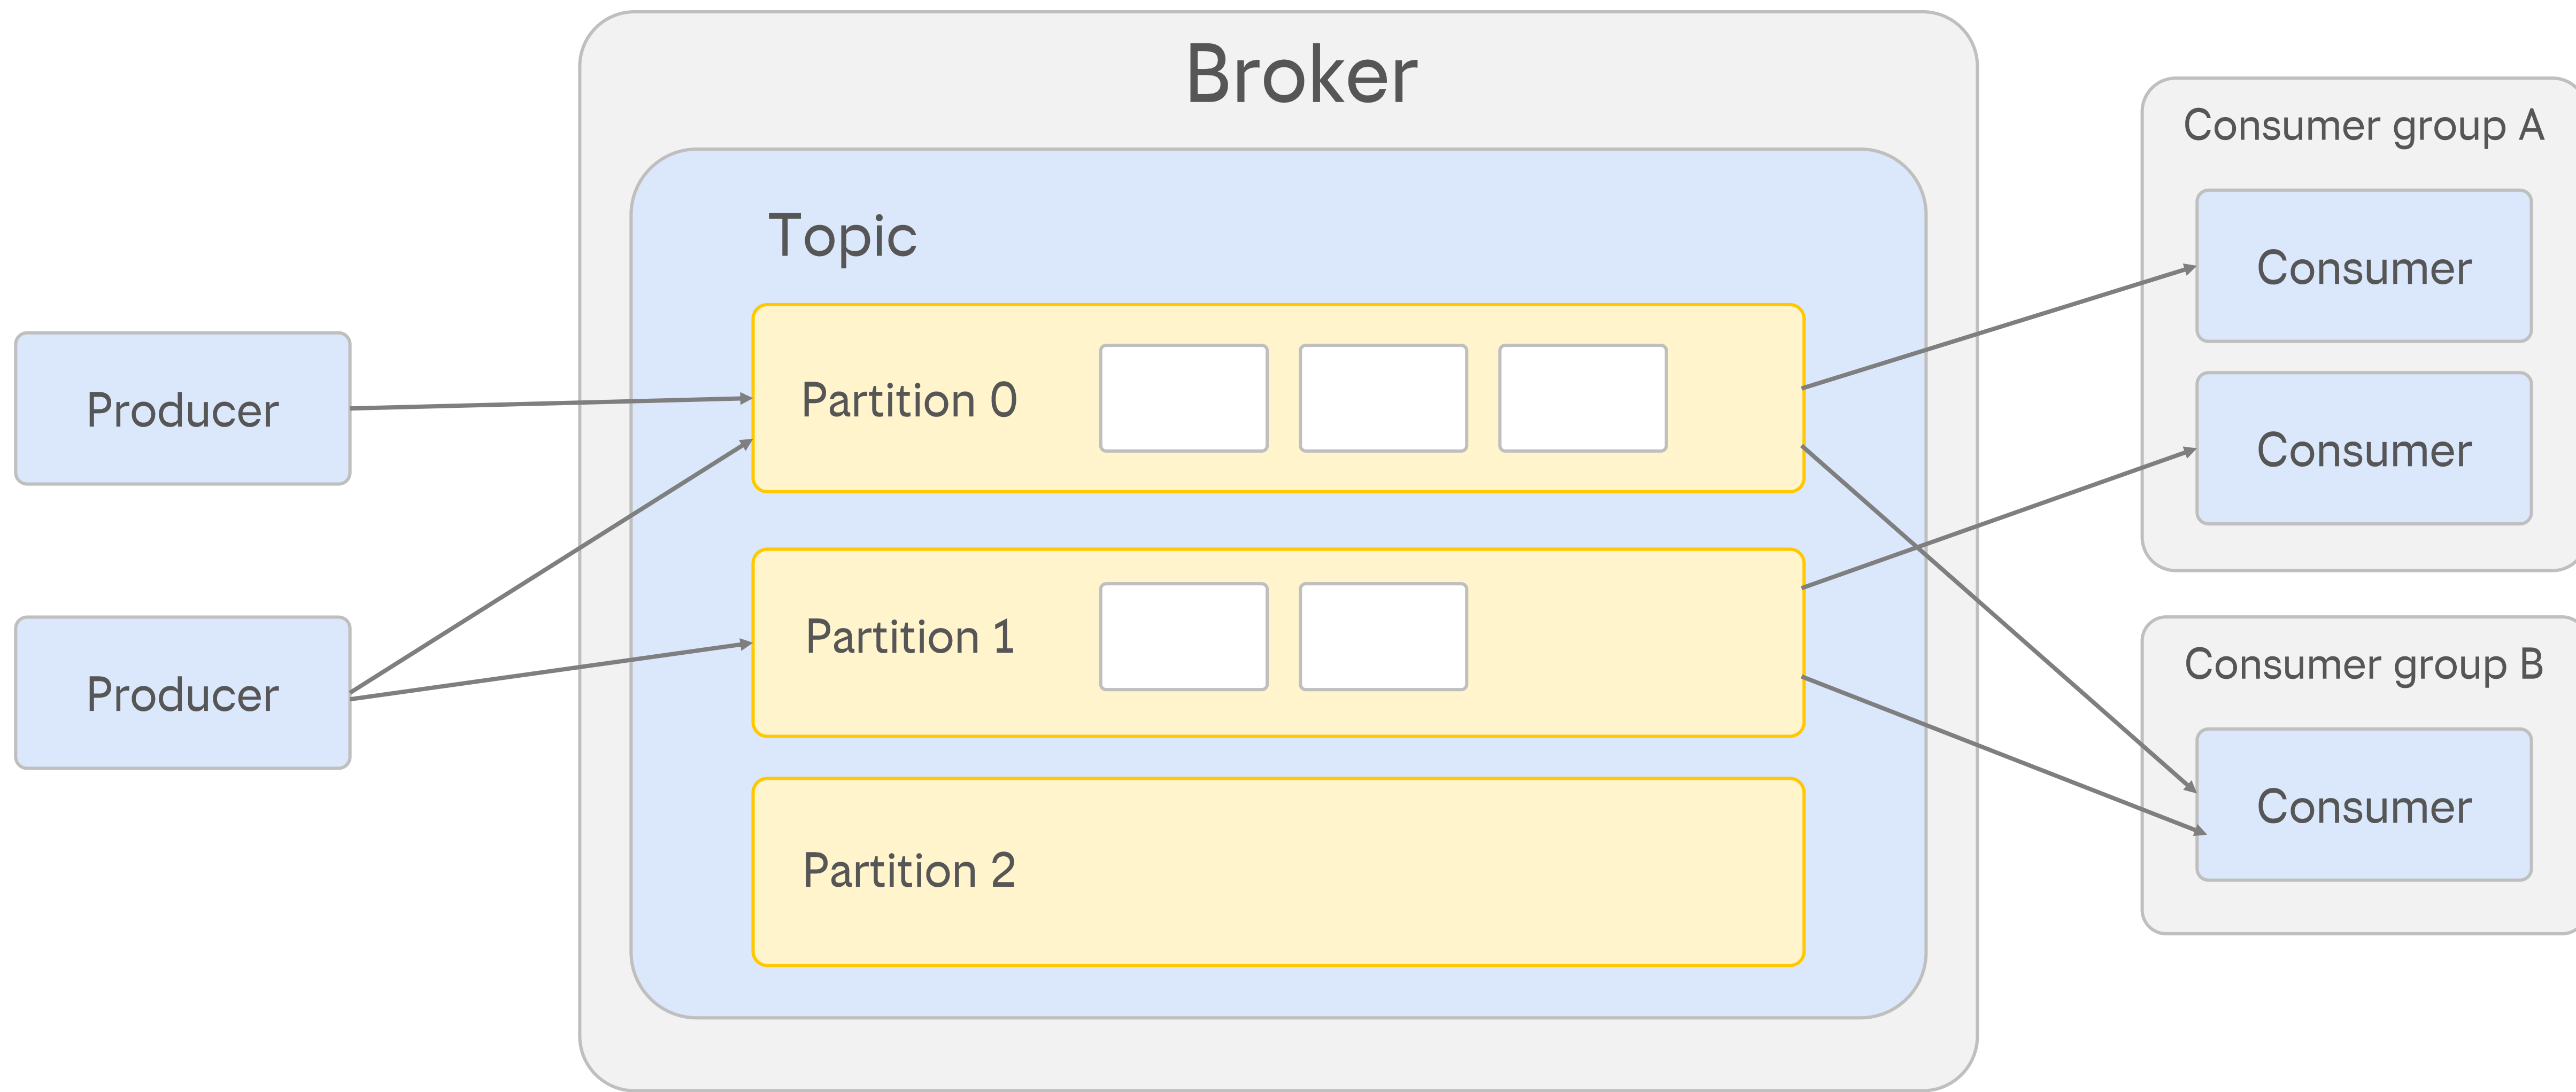 Broker
Topic
Producer
Producer
Partition 0
Partition 1
Partition 2
Consumer group A
Consumer
Consumer
Consumer group B
Consumer